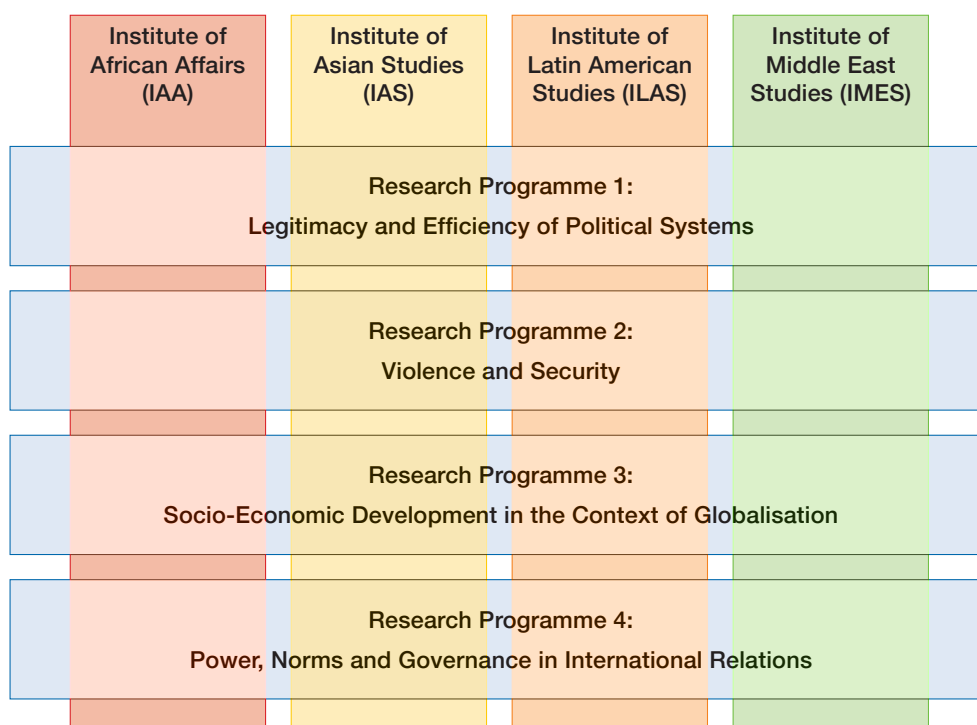 Institute of
African Affairs
(IAA)
Institute of
Asian Studies
(IAS)
Institute of
Latin American
Studies (ILAS)
Institute of
Middle East
Studies (IMES)
Research Programme 1:
Legitimacy and Efficiency of Political Systems
Research Programme 2:
Violence and Security
Research Programme 3:
Socio-Economic Development in the Context of Globalisation
Research Programme 4:
Power, Norms and Governance in International Relations